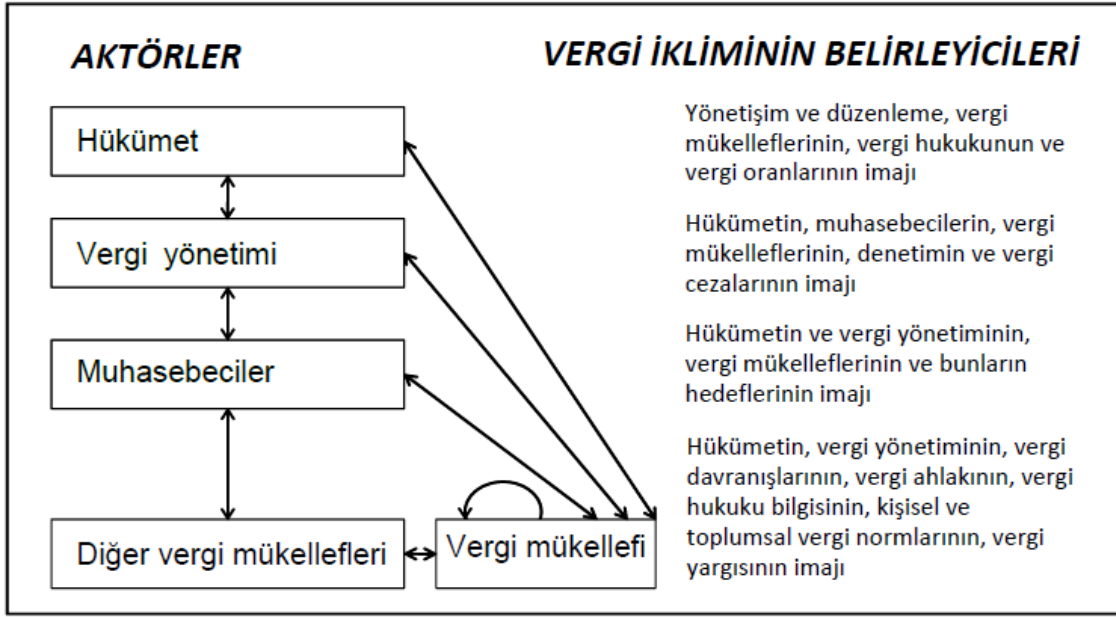 AKTÖRLER
VERGİ İKLİMİNİN BELİRLEYİCİLERİ
Hükümet
Yönetişim ve düzenleme, vergi
mükelleflerinin, vergi hukukunun ve
vergi oranlarının imajı
Vergi yönetimi
Hükümetin, muhasebecilerin, vergi
mükelleflerinin, denetimin ve vergi
cezalarının imajı
Muhasebeciler
Hükümetin ve vergi yönetiminin,
vergi mükelleflerinin ve bunların
hedeflerinin imajı
Diğer vergi mükellefleri
Vergi mükellefi
Hükümetin, vergi yönetiminin, vergi
davranışlarının, vergi ahlakının, vergi
hukuku bilgisinin, kişisel ve
toplumsal vergi normlarının, vergi
yargısının imajı